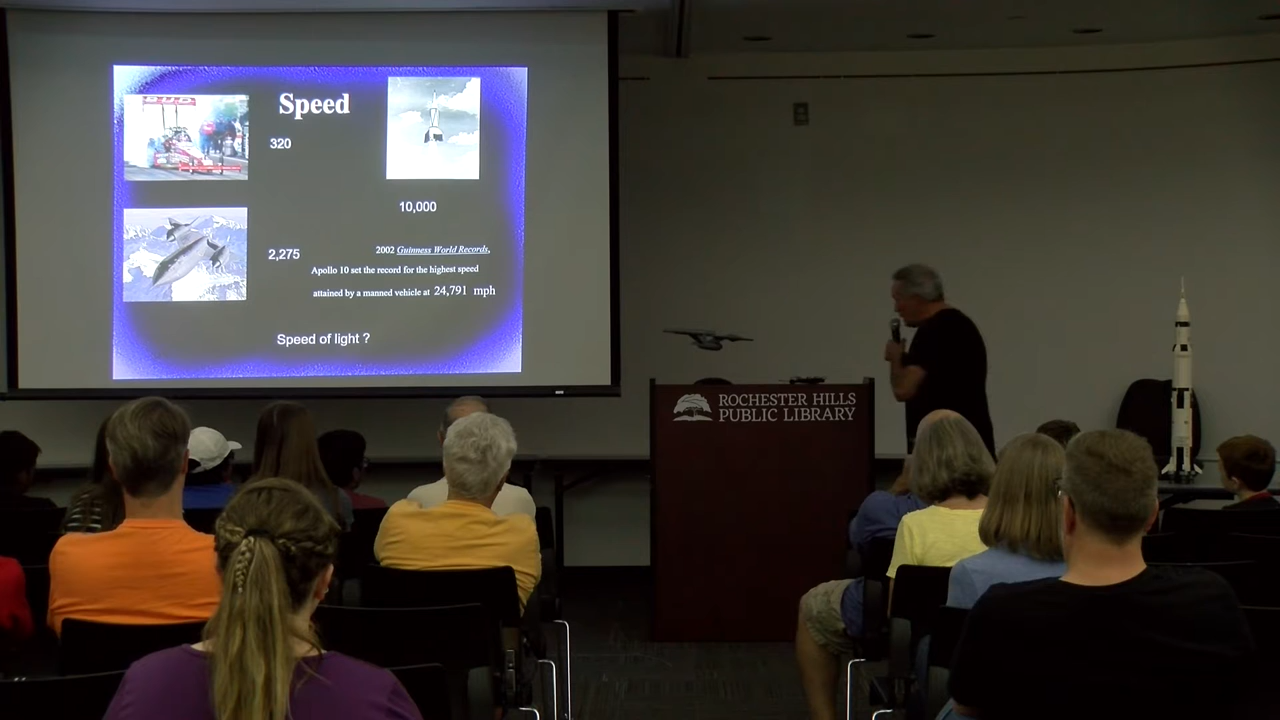 Speed
320
10,000
2,275
2002 Guinness World Records,
Apollo 10 set the record for the highest speed
attained by a manned vehicle at 24,791 mph
Speed of light ?
ROCHESTER HILLS
PUBLIC LIBRARY